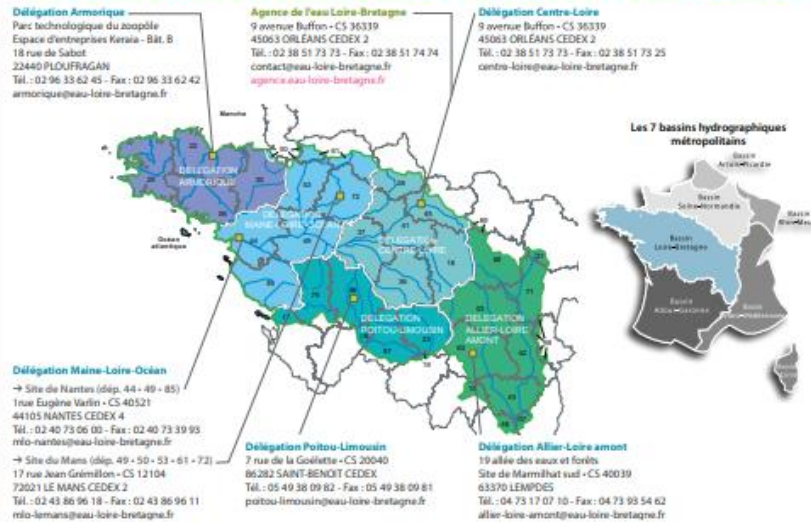 Délégation Armorique
Parc technologique du zoopôle
Espace d'entreprises Keraia - Bât. B
18 rue de Sabot
22440 PLOUFRAGAN
Tél. : 02 96 33 62 45 - Fax : 02 96 33 62 42
armorique@eau-loire-bretagne.fr
Agence de l'eau Loire-Bretagne
9 avenue Buffon • CS 36339
45063 ORLÉANS CEDEX 2
Tél. : 02 38 51 73 73 - Fax : 02 38 51 74 74
contact@eau-loire-bretagne.fr
agence.eau-loire-bretagne.fr
Délégation Centre-Loire
9 avenue Buffon • CS 36339
45063 ORLÉANS CEDEX 2
Tél. : 02 38 51 73 73 - Fax : 02 38 51 73 25
centre-loire@eau-loire-bretagne.fr
Manche
Océan
atlantique
DÉLÉGATION
ARMORIQUE
DÉLÉGATION
MAINE-LOIRE-OCÉAN
DÉLÉGATION
CENTRE-LOIRE
DÉLÉGATION
POITOU-LIMOUSIN
DÉLÉGATION
ALLIER-LOIRE
AMONT
Les 7 bassins hydrographiques
métropolitains
Bassin
Artois-Picardie
Bassin
Seine-Normandie
Bassin
Bassin
Loire-Bretagne
Bassin
Adour-Garonne
Bassin
Délégation Maine-Loire-Océan
→ Site de Nantes (dép. 44 • 49 • 85)
1rue Eugène Varlin • CS 40521
44105 NANTES CEDEX 4
Tél. : 02 40 73 06 00 - Fax : 02 40 73 39 93
mlo-nantes@eau-loire-bretagne.fr
→ Site du Mans (dép. 49 • 50 • 53 • 61 • 72)
17 rue Jean Grémillon • CS 12104
72021 LE MANS CEDEX 2
Tél. : 02 43 86 96 18 - Fax : 02 43 86 96 11
mlo-lemans@eau-loire-bretagne.fr
Délégation Poitou-Limousin
7 rue de la Goélette • CS 20040
86282 SAINT-BENOIT CEDEX
Tél. : 05 49 38 09 82 - Fax : 05 49 38 09 81
poitou-limousin@eau-loire-bretagne.fr
Délégation Allier-Loire amont
19 allée des eaux et forêts
Site de Marmilhat sud • CS 40039
63370 LEMPDES
Tél. : 04 73 17 07 10 - Fax : 04 73 93 54 62
allier-loire-amont@eau-loire-bretagne.fr